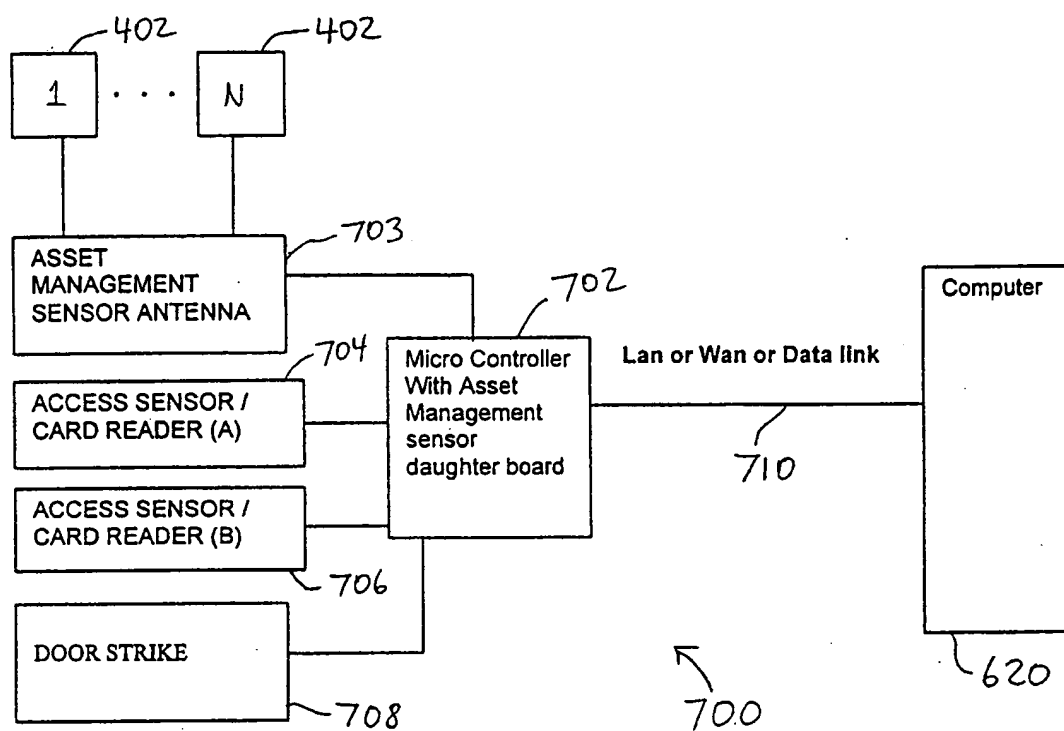 402
402
1 . . . N
703
ASSET
MANAGEMENT
SENSOR ANTENNA
702
Computer
704
ACCESS SENSOR /
CARD READER (A)
Micro Controller
With Asset
Management
sensor
daughter board
Lan or Wan or Data link
710
ACCESS SENSOR /
CARD READER (B)
706
DOOR STRIKE
708
700
620